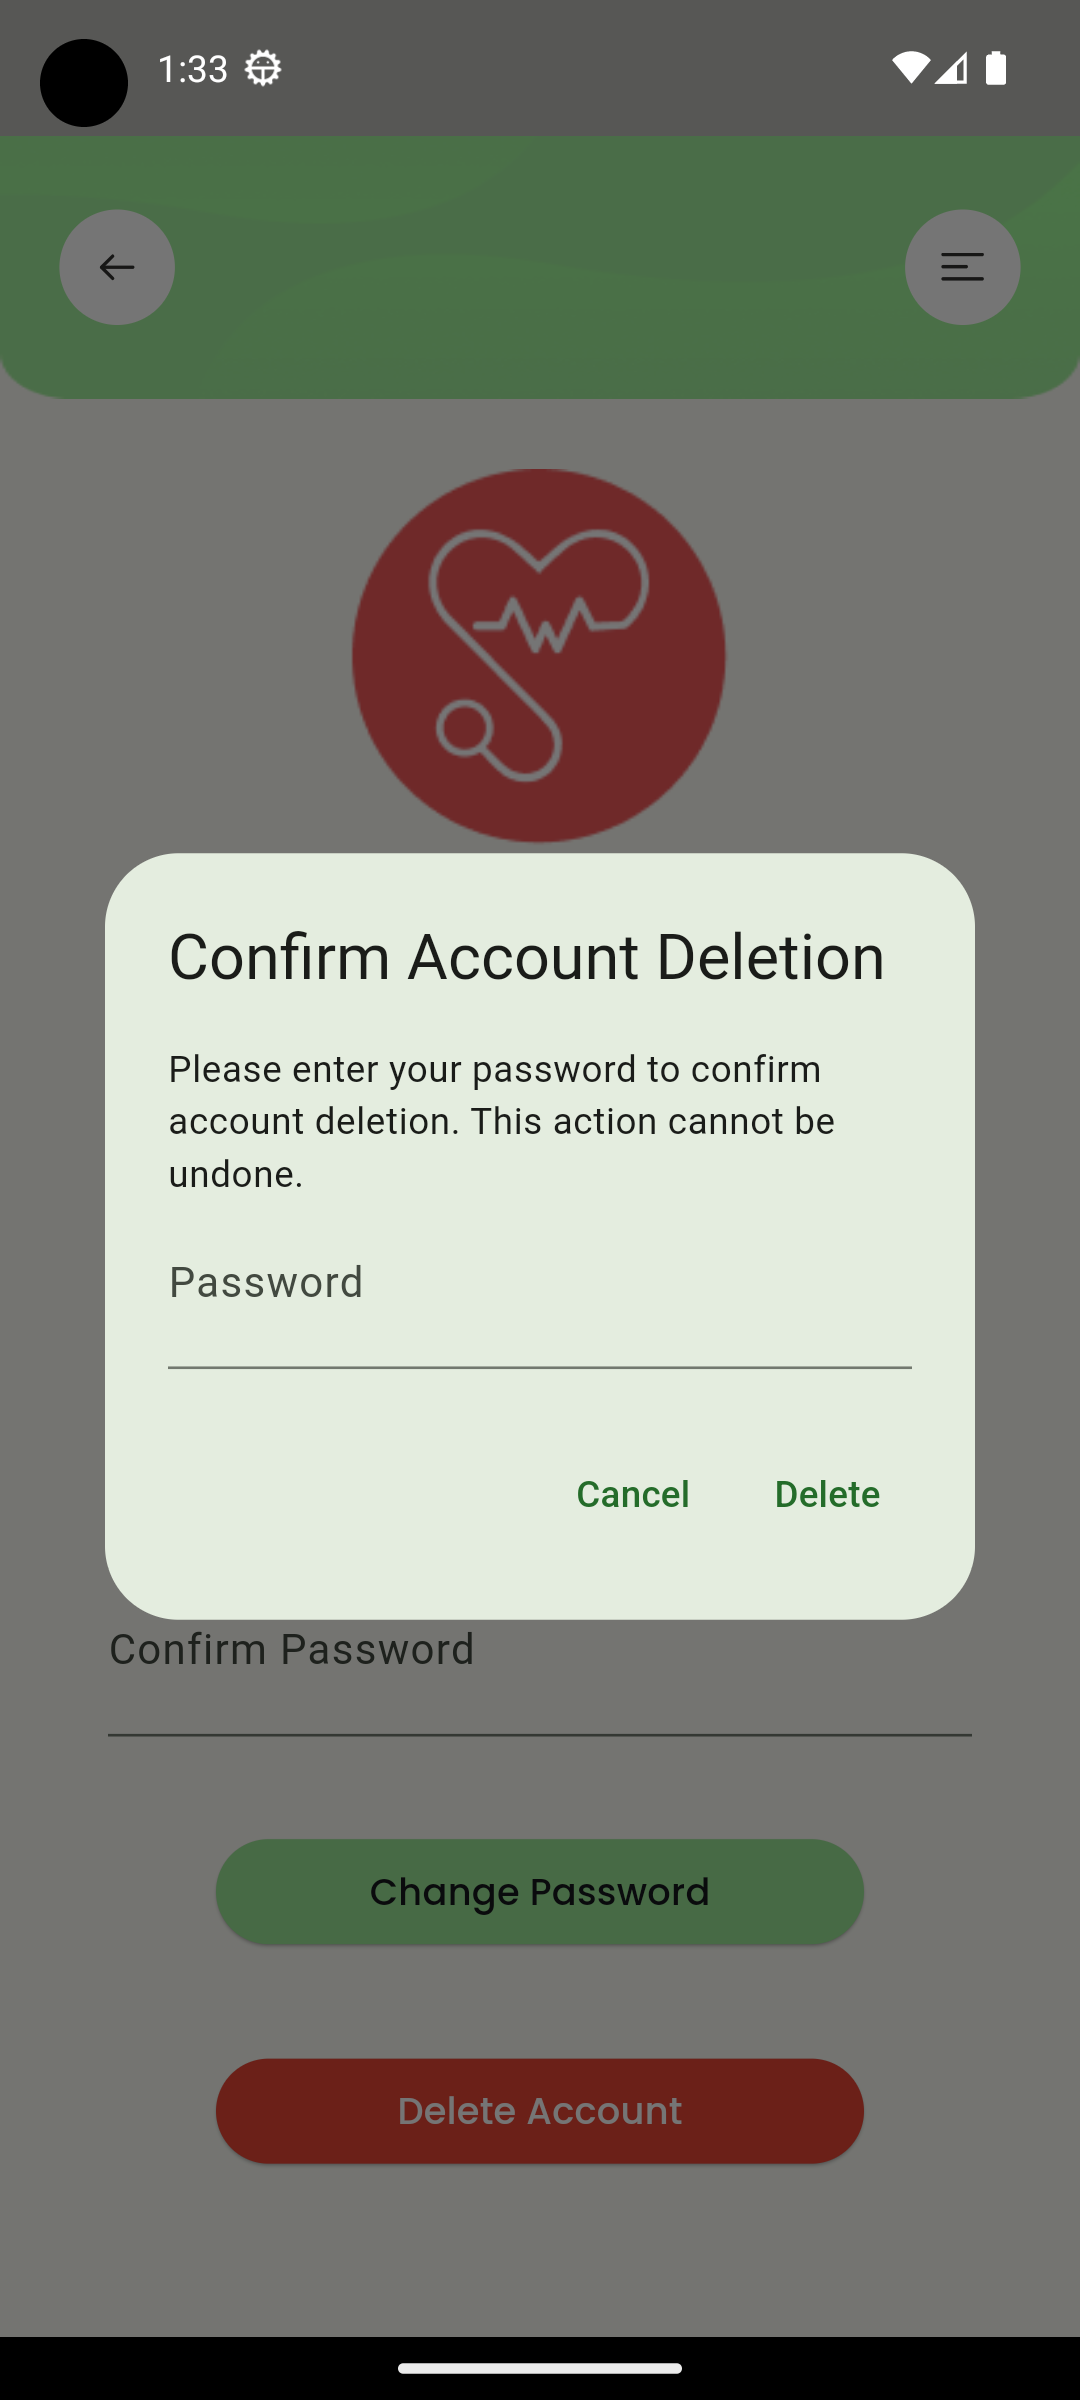 1:33
Confirm Account Deletion
Please enter your password to confirm
account deletion. This action cannot be
undone.
Password
Cancel Delete
Confirm Password
Change Password
Delete Account